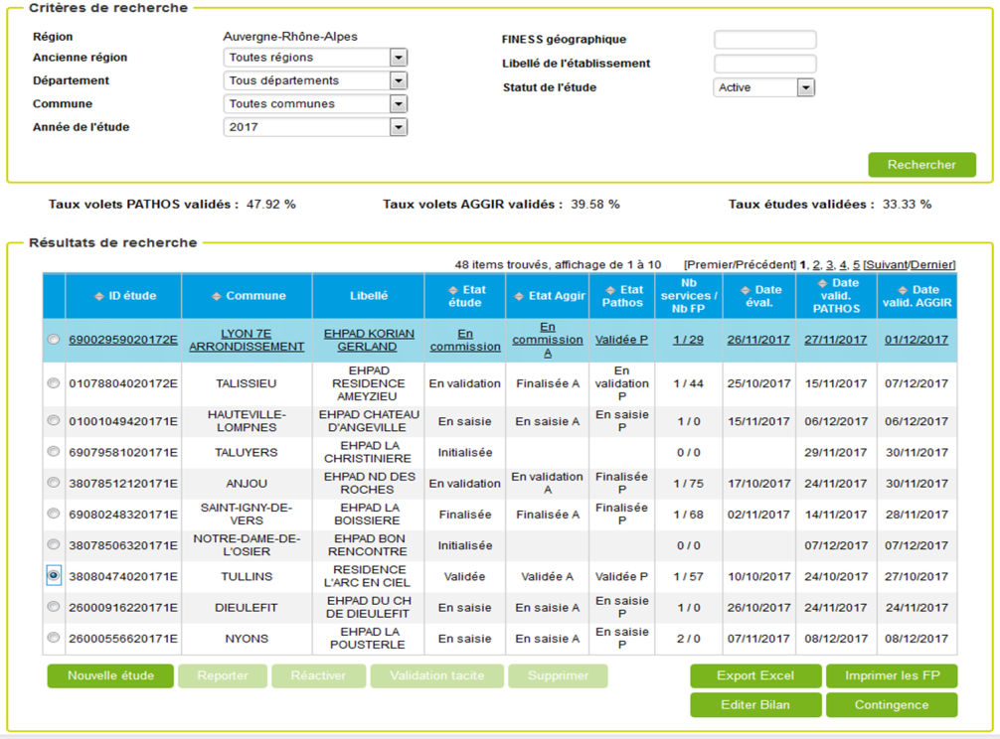 Critères de recherche
Région Auvergne-Rhône-Alpes FINESS géographique
Ancienne région Toutes régions Libellé de l'établissement
Département Tous départements Statut de l'étude Active
Commune Toutes communes
Année de l'étude 2017
Rechercher
Taux volets PATHOS validés : 47.92 % Taux volets AGGIR validés : 39.58 % Taux études validées : 33.33 %
Résultats de recherche
48 items trouvés, affichage de 1 à 10 [Premier/Précédent] 1, 2, 3, 4, 5 [Suivant/Dernier]
ID étude Commune Libellé Etat étude Etat Aggir Etat Pathos Nb services / Nb FP Date éval. Date valid. PATHOS Date valid. AGGIR
69002959020172E LYON 7E ARRONDISSEMENT EHPAD KORIAN GERLAND En commission En commission A Validée P 1 / 29 26/11/2017 27/11/2017 01/12/2017
01078804020172E TALISSIEU EHPAD RESIDENCE AMEYZIEU En validation Finalisée A En validation P 1 / 44 25/10/2017 15/11/2017 07/12/2017
01001049420171E HAUTEVILLE-LOMPNES EHPAD CHATEAU D'ANGEVILLE En saisie En saisie A En saisie P 1 / 0 15/11/2017 06/12/2017 06/12/2017
69079581020171E TALUYERS EHPAD LA CHRISTINIERE Initialisée 0 / 0 29/11/2017 30/11/2017
38078512120171E ANJOU EHPAD ND DES ROCHES En validation En validation A Finalisée P 1 / 75 17/10/2017 24/11/2017 30/11/2017
69080248320171E SAINT-IGNY-DE-VERS EHPAD LA BOISSIERE Finalisée Finalisée A Finalisée P 1 / 68 02/11/2017 14/11/2017 28/11/2017
38078506320171E NOTRE-DAME-DE-L'OSIER EHPAD BON RENCONTRE Initialisée 0 / 0 07/12/2017 07/12/2017
38080474020171E TULLINS RESIDENCE L'ARC EN CIEL Validée Validée A Validée P 1 / 57 10/10/2017 24/10/2017 27/10/2017
26000916220171E DIEULEFIT EHPAD DU CH DE DIEULEFIT En saisie En saisie A En saisie P 1 / 0 26/10/2017 24/11/2017 24/11/2017
26000556620171E NYONS EHPAD LA POUSTERLE En saisie En saisie A En saisie P 2 / 0 07/11/2017 08/12/2017 08/12/2017
Nouvelle étude Reporter Réactiver Validation tacite Supprimer Export Excel Imprimer les FP
Editer Bilan Contingence